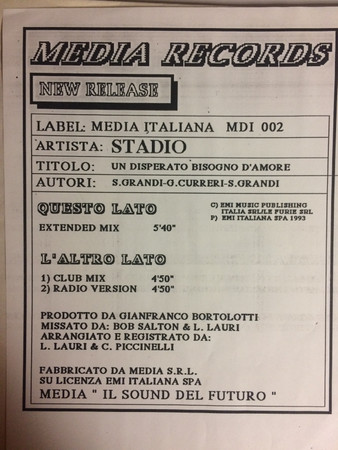 MEDIA RECORDS
NEW RELEASE
LABEL: MEDIA ITALIANA MDI 002
ARTISTA: STADIO
TITOLO: UN DISPERATO BISOGNO D'AMORE
AUTORI: S.GRANDI-G.CURRERI-S.GRANDI
QUESTO LATO
EXTENDED MIX 5'40"
C) EMI MUSIC PUBLISHING
ITALIA SRL/LE FURIE SRL
P) EMI ITALIANA SPA 1993
L'ALTRO LATO
1) CLUB MIX 4'50"
2) RADIO VERSION 4'50"
PRODOTTO DA GIANFRANCO BORTOLOTTI
MISSATO DA: BOB SALTON & L. LAURI
ARRANGIATO E REGISTRATO DA:
L. LAURI & C. PICCINELLI
FABBRICATO DA MEDIA S.R.L.
SU LICENZA EMI ITALIANA SPA
MEDIA " IL SOUND DEL FUTURO "